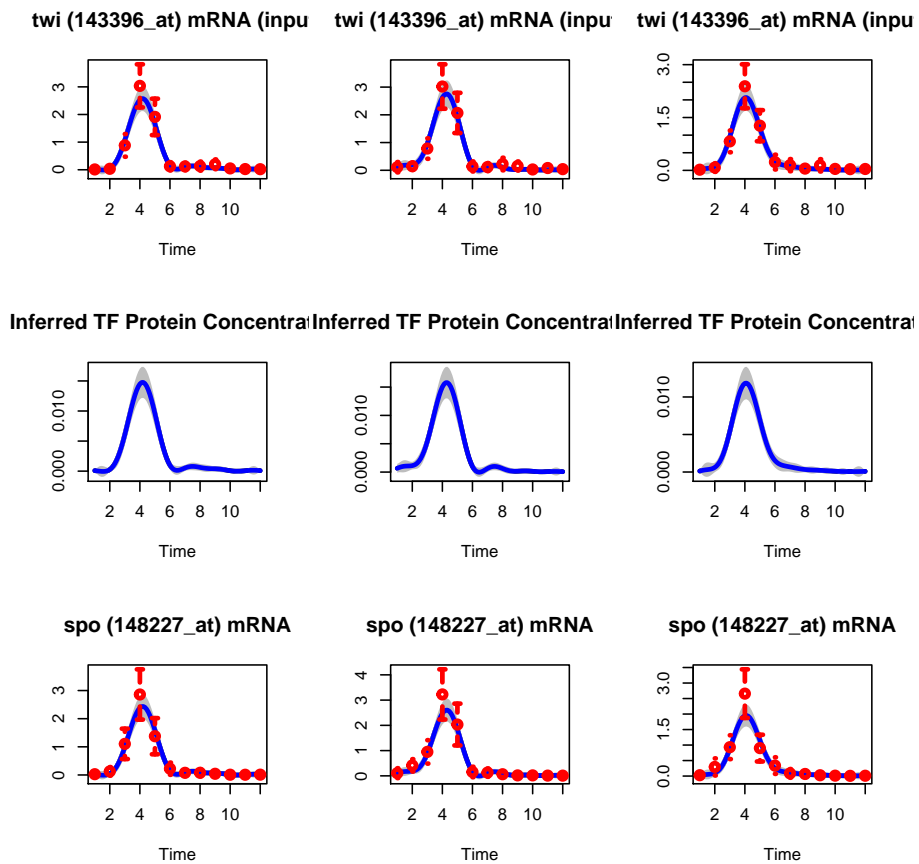 twi (143396_at) mRNA (inpu
twi (143396_at) mRNA (inpu
twi (143396_at) mRNA (inpu
3
2
1
0
2 4 6 8 10
Time
3
2
1
0
2 4 6 8 10
Time
3.0
1.5
0.0
2 4 6 8 10
Time
Inferred TF Protein Concentrat
Inferred TF Protein Concentrat
Inferred TF Protein Concentrat
0.010
0.000
2 4 6 8 10
Time
0.010
0.000
2 4 6 8 10
Time
0.010
0.000
2 4 6 8 10
Time
spo (148227_at) mRNA
spo (148227_at) mRNA
spo (148227_at) mRNA
3
2
1
0
2 4 6 8 10
Time
4
3
2
1
0
2 4 6 8 10
Time
3.0
1.5
0.0
2 4 6 8 10
Time